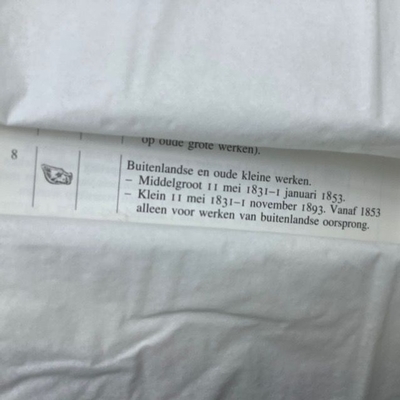 op oude grote werken).
8
Buitenlandse en oude kleine werken.
– Middelgroot 11 mei 1831–1 januari 1853.
– Klein 11 mei 1831–1 november 1893. Vanaf 1853
alleen voor werken van buitenlandse oorsprong.